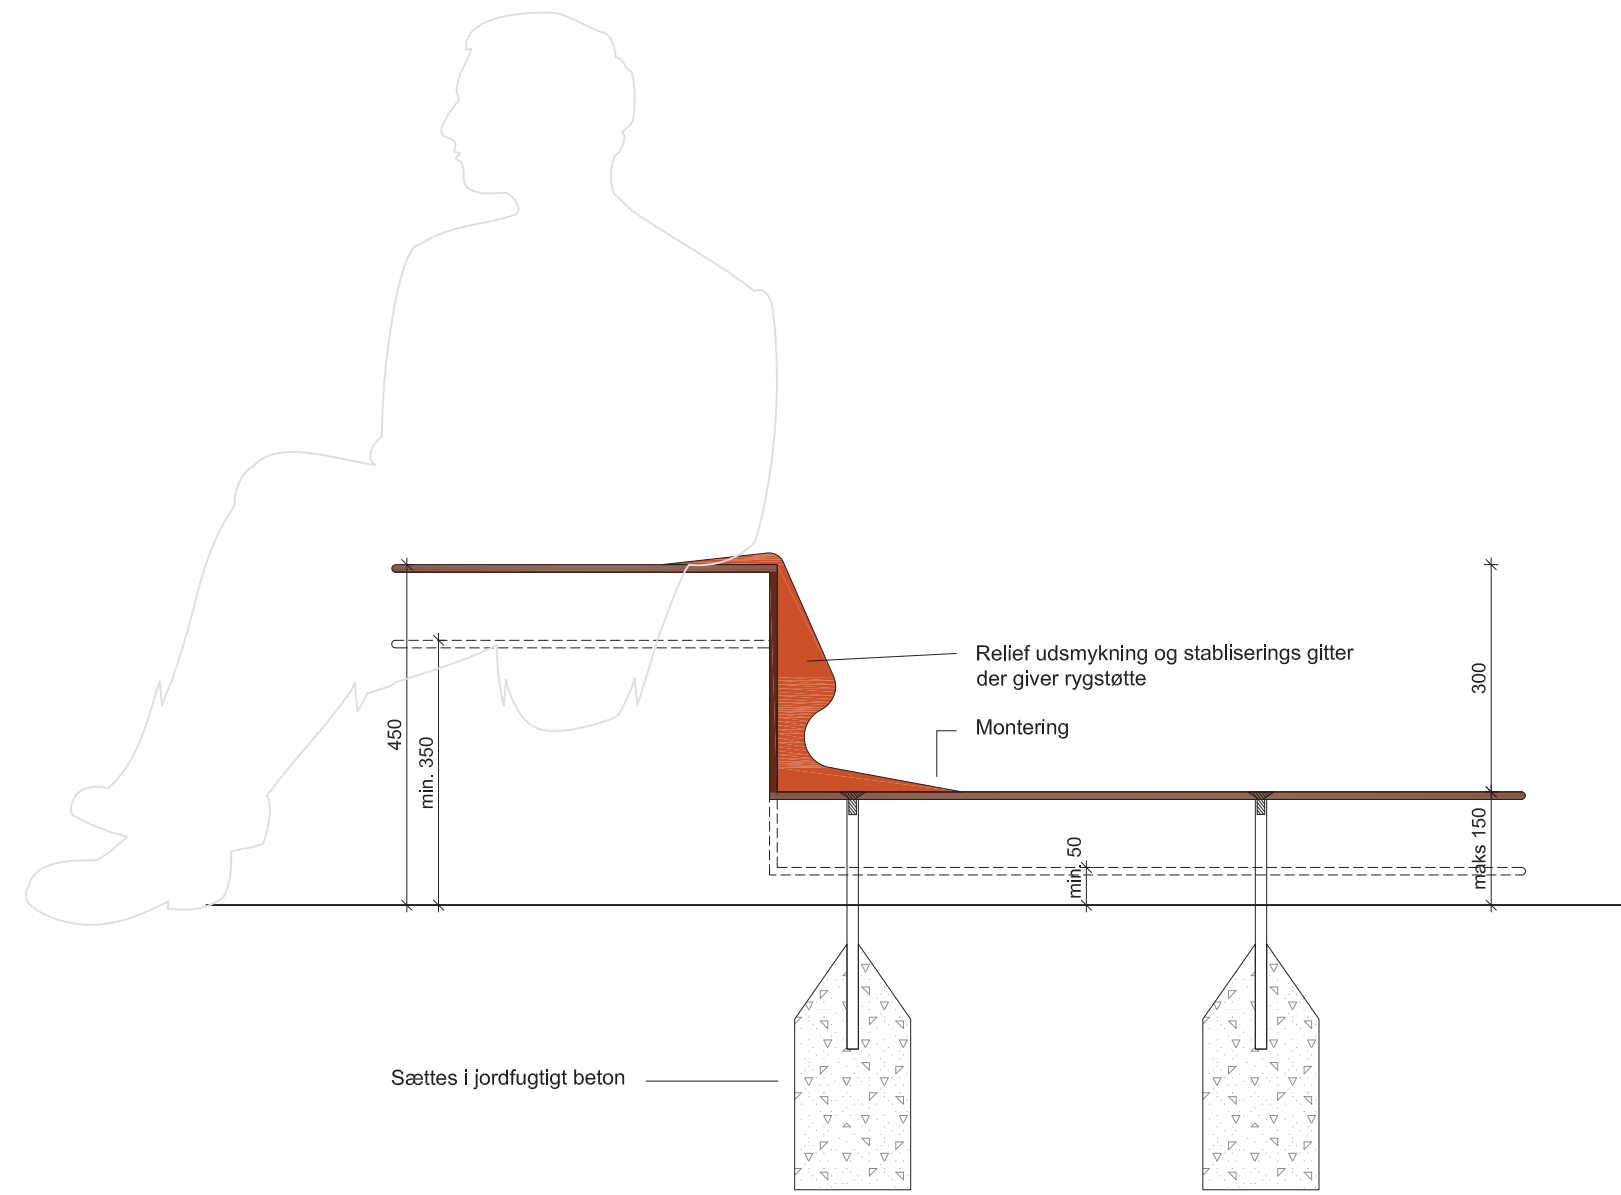 Relief udsmykning og stabliserings gitter
der giver rygstøtte
Montering
300
450
min. 350
min. 50
maks 150
Sættes i jordfugtigt beton